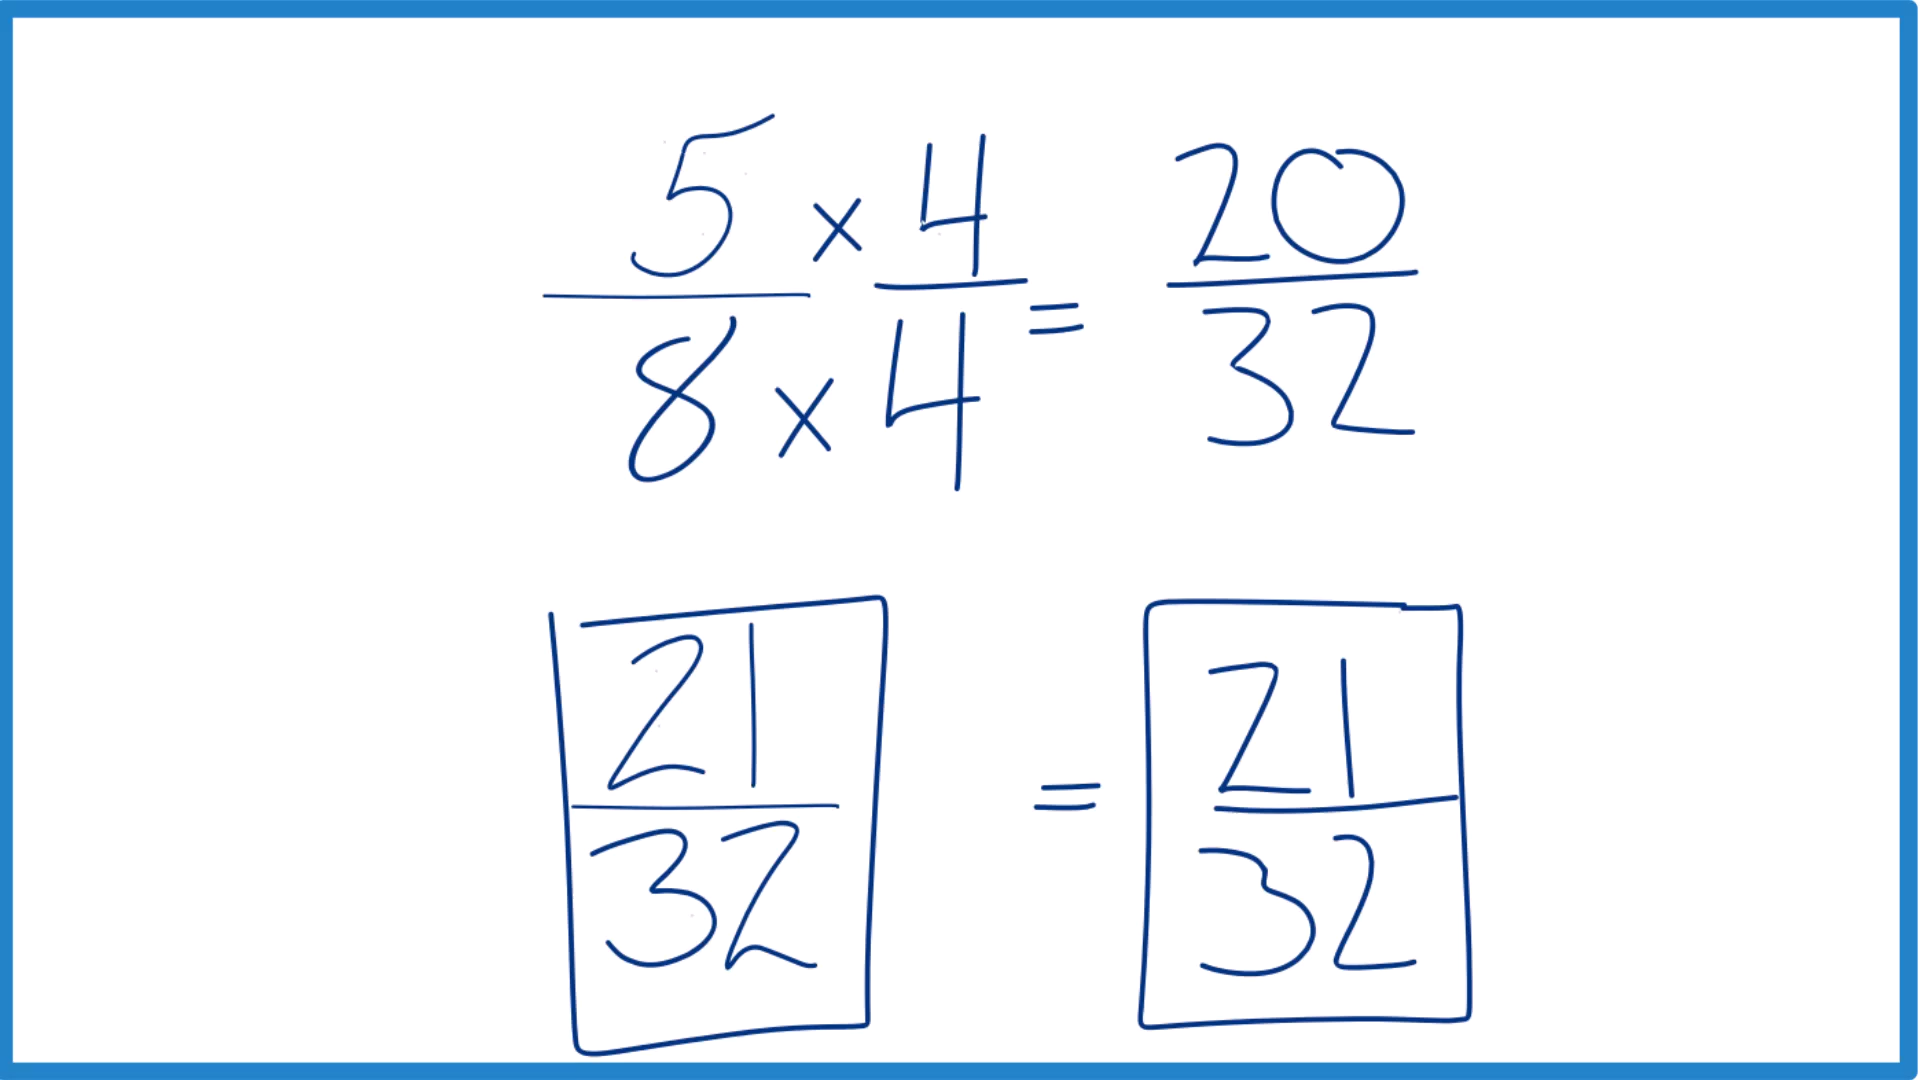 5 × 4 = 20
8 × 4 32
21 = 21
32 32